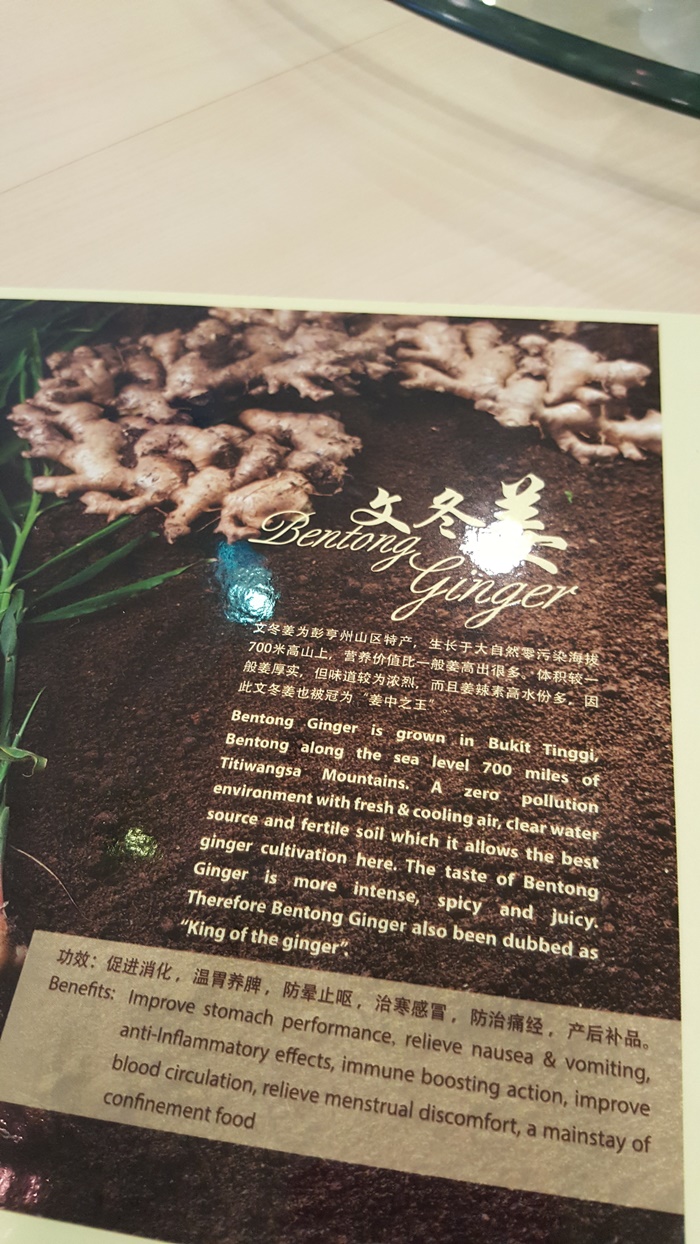 文冬姜
Bentong
Ginger
文冬姜为彭亨州山区特产，生长于大自然零污染海拔
700米高山上，营养价值比一般姜高出很多。体积较一
般姜厚实，但味道较为浓烈，而且姜辣素高水份多。因
此文冬姜也被冠为“姜中之王”
Bentong Ginger is grown in Bukit Tinggi,
Bentong along the sea level 700 miles of
Titiwangsa Mountains. A zero pollution
environment with fresh & cooling air, clear water
source and fertile soil which it allows the best
ginger cultivation here. The taste of Bentong
Ginger is more intense, spicy and juicy.
Therefore Bentong Ginger also been dubbed as
“King of the ginger”.
功效：促进消化，温胃养脾，防晕止呕，治寒感冒，防治痛经，产后补品。
Benefits: Improve stomach performance, relieve nausea & vomiting,
anti-Inflammatory effects, immune boosting action, improve
blood circulation, relieve menstrual discomfort, a mainstay of
confinement food